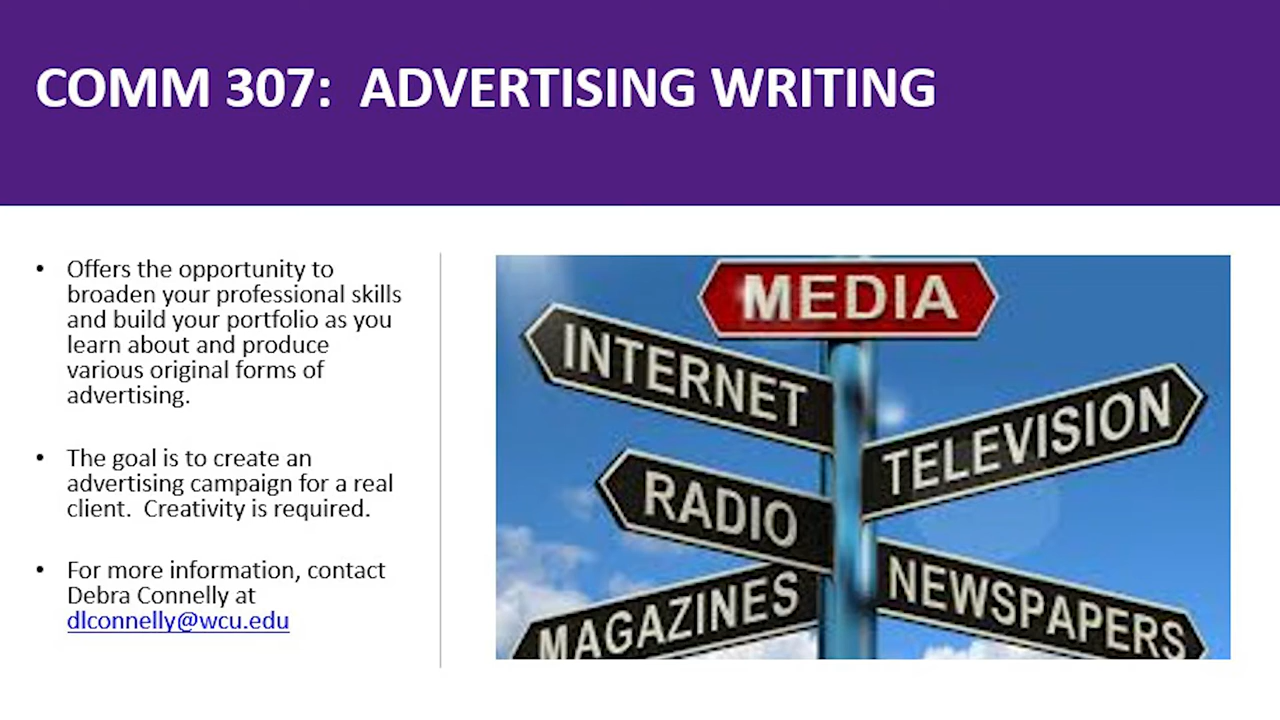 COMM 307:  ADVERTISING WRITING
• Offers the opportunity to
broaden your professional skills
and build your portfolio as you
learn about and produce
various original forms of
advertising.
• The goal is to create an
advertising campaign for a real
client.  Creativity is required.
• For more information, contact
Debra Connelly at
dlconnelly@wcu.edu
MEDIA
INTERNET
TELEVISION
RADIO
NEWSPAPERS
MAGAZINES